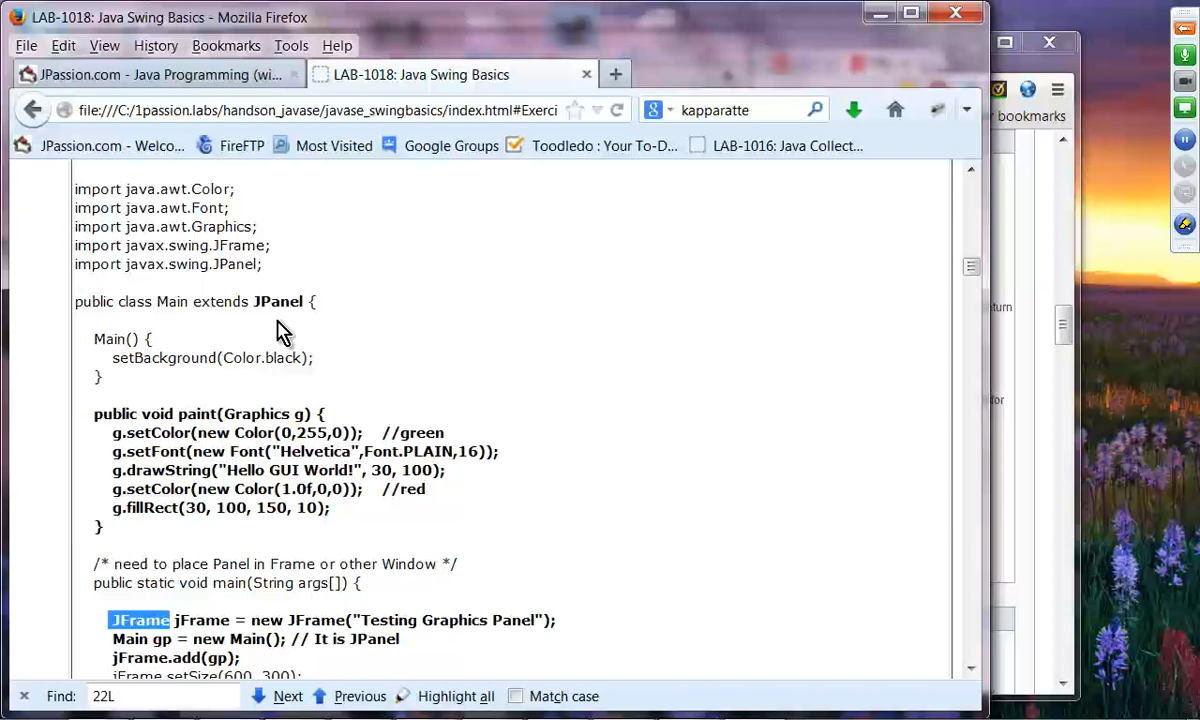 LAB-1018: Java Swing Basics - Mozilla Firefox
File Edit View History Bookmarks Tools Help
JPassion.com - Java Programming (wi... LAB-1018: Java Swing Basics
file:///C:/1passion.labs/handson_javase/javase_swingbasics/index.html#Exerci kapparatte
r bookmarks
JPassion.com - Welco... FireFTP Most Visited Google Groups Toodledo : Your To-D... LAB-1016: Java Collect...
import java.awt.Color;
import java.awt.Font;
import java.awt.Graphics;
import javax.swing.JFrame;
import javax.swing.JPanel;
public class Main extends JPanel {
Main() {
setBackground(Color.black);
}
public void paint(Graphics g) {
g.setColor(new Color(0,255,0)); //green
g.setFont(new Font("Helvetica",Font.PLAIN,16));
g.drawString("Hello GUI World!", 30, 100);
g.setColor(new Color(1.0f,0,0)); //red
g.fillRect(30, 100, 150, 10);
}
/* need to place Panel in Frame or other Window */
public static void main(String args[]) {
JFrame jFrame = new JFrame("Testing Graphics Panel");
Main gp = new Main(); // It is JPanel
jFrame.add(gp);
jFrame.setSize(600, 300);
turn
for
Find: 22L Next Previous Highlight all Match case